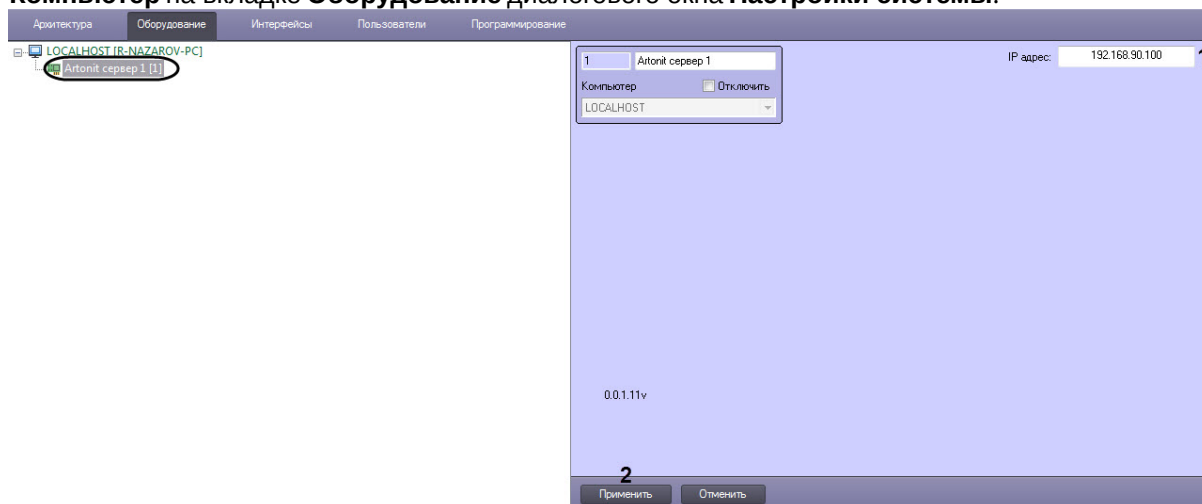 Компьютер на вкладке Оборудование диалогового окна Настройки системы.
Архитектура Оборудование Интерфейсы Пользователи Программирование
LOCALHOST [R-NAZAROV-PC]
Artonit сервер 1 [1]
1 Artonit сервер 1
IP адрес: 192.168.90.100 1
Компьютер Отключить
LOCALHOST
0.0.1.11v
2
Применить Отменить